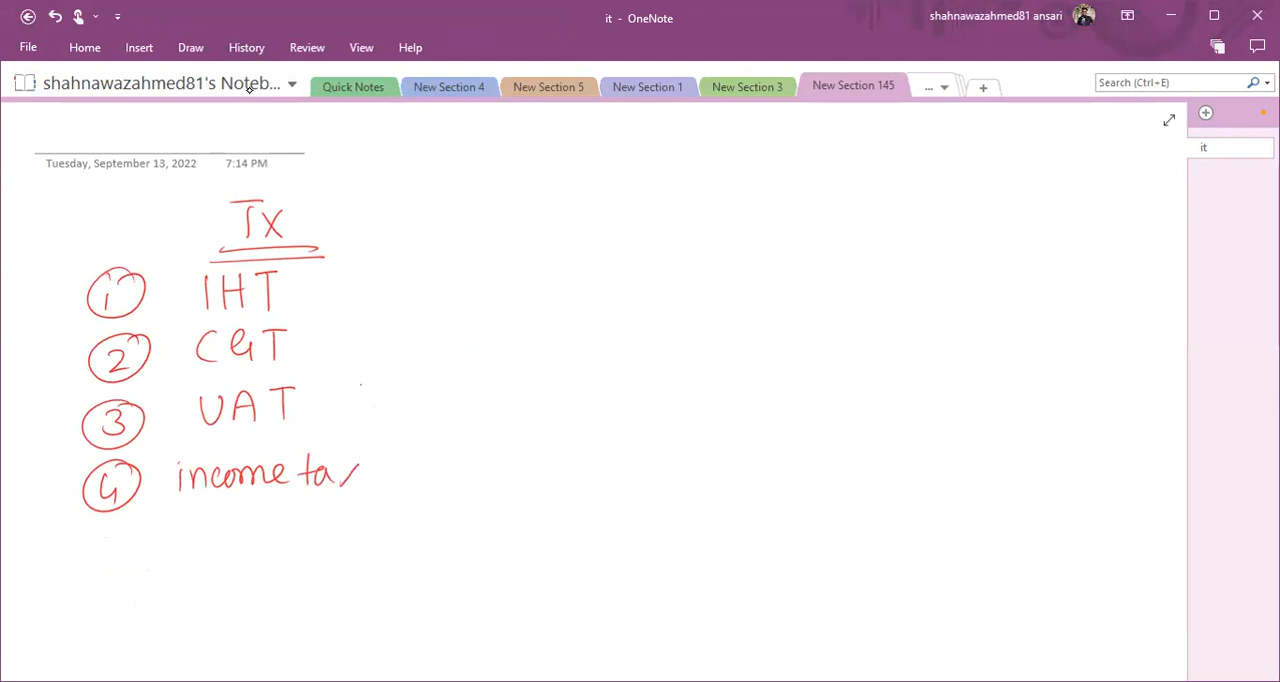 it - OneNote
shahnawazahmed81 ansari
File Home Insert Draw History Review View Help
shahnawazahmed81's Noteb...
Quick Notes New Section 4 New Section 5 New Section 1 New Section 3 New Section 145 ... +
Search (Ctrl+E)
it
Tuesday, September 13, 2022 7:14 PM
TX
1 IHT
2 CGT
3 VAT
4 income tax